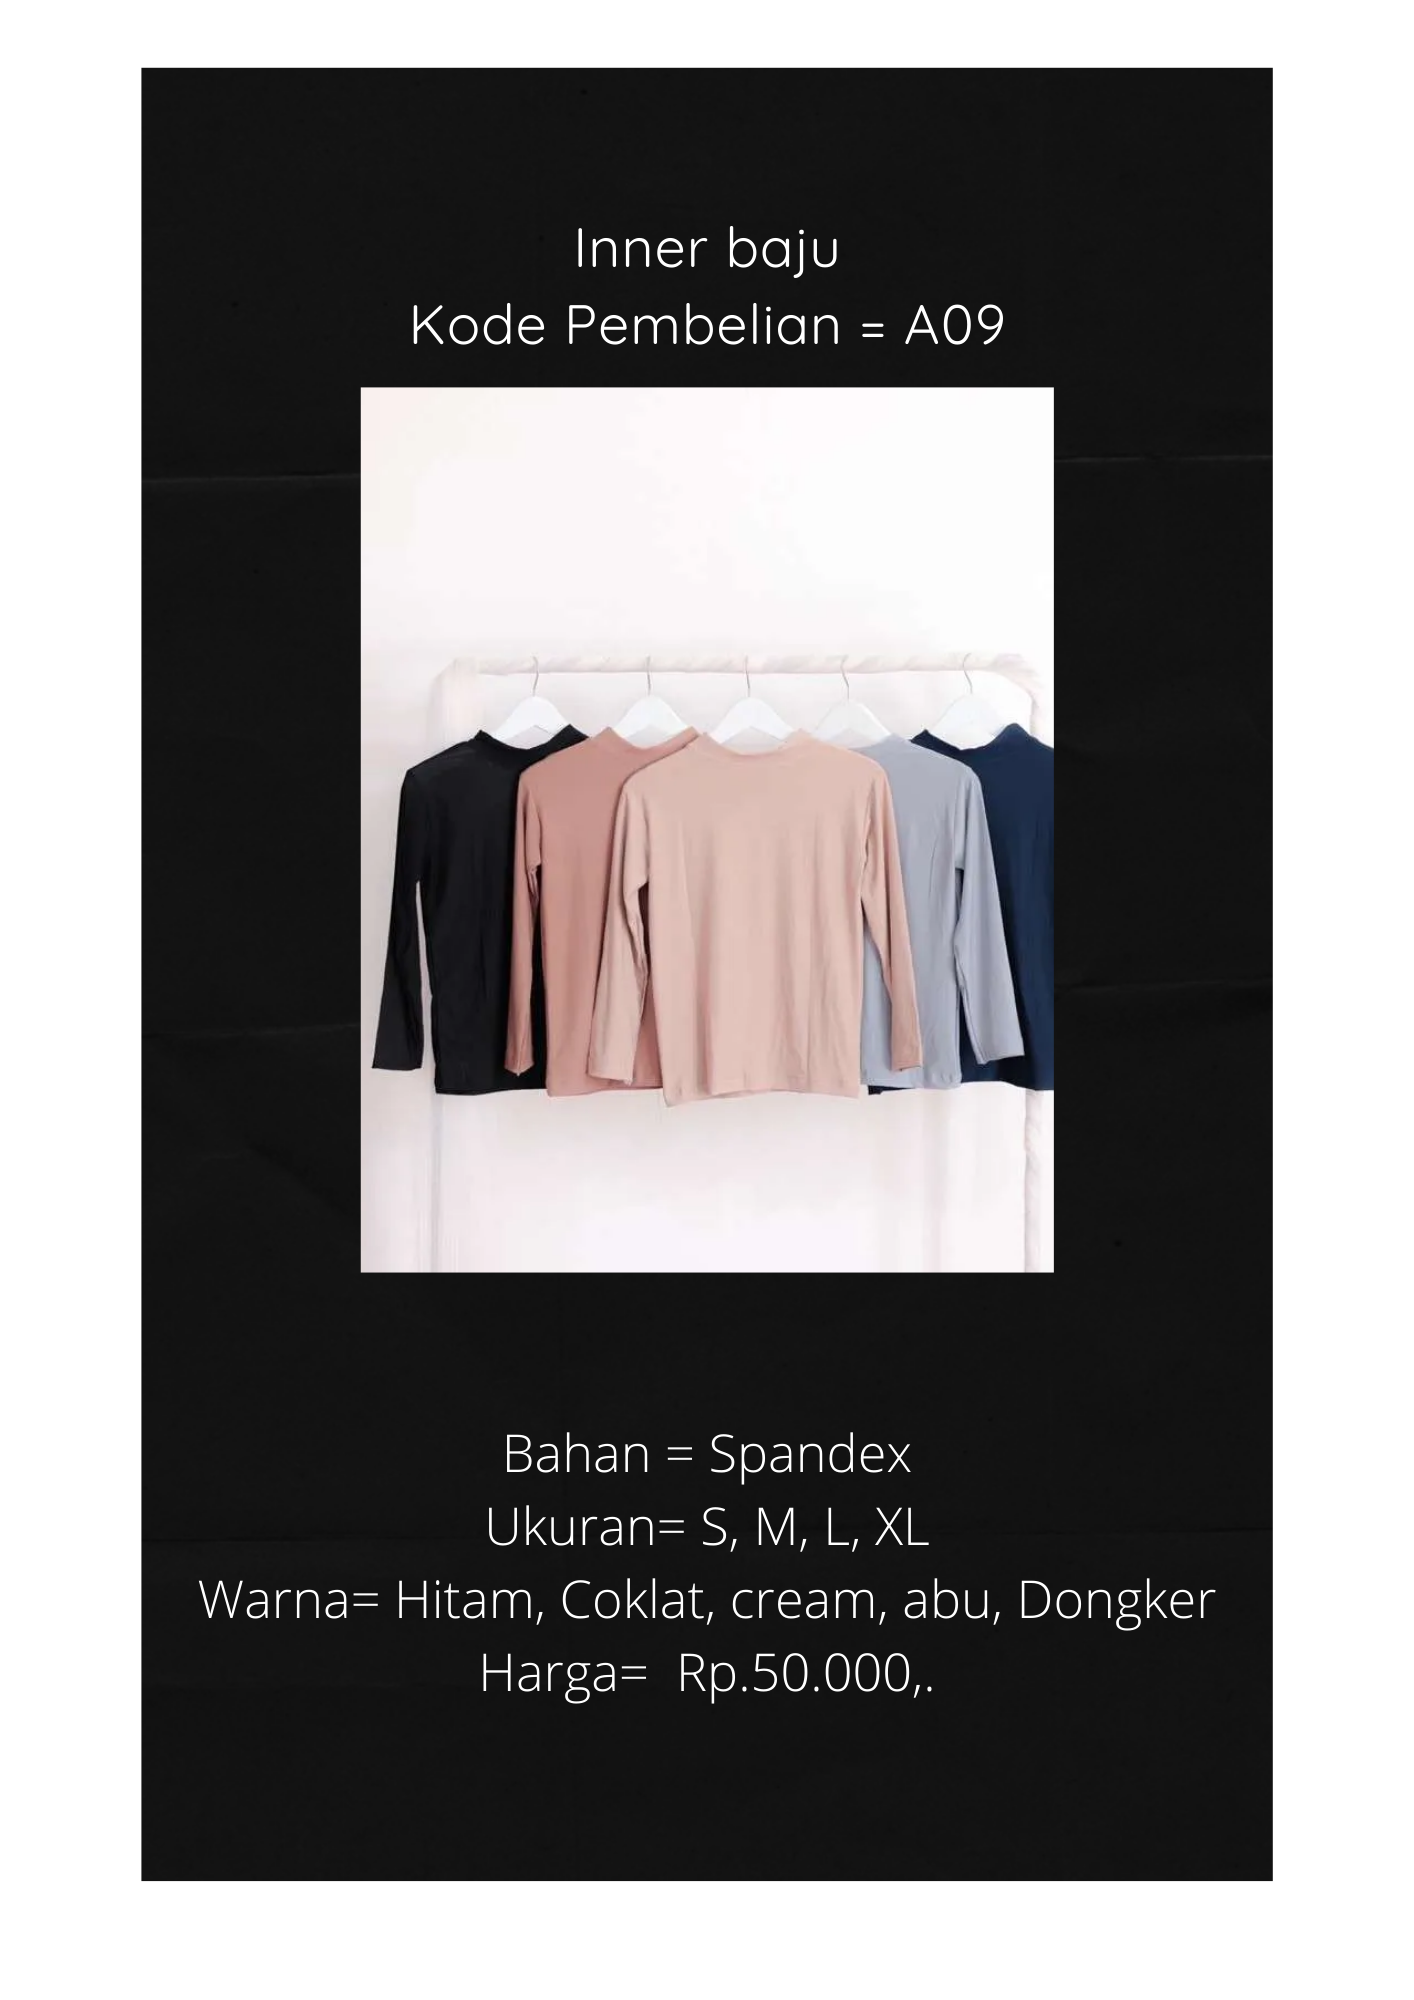 Inner baju
Kode Pembelian = A09
Bahan = Spandex
Ukuran= S, M, L, XL
Warna= Hitam, Coklat, cream, abu, Dongker
Harga=  Rp.50.000,.